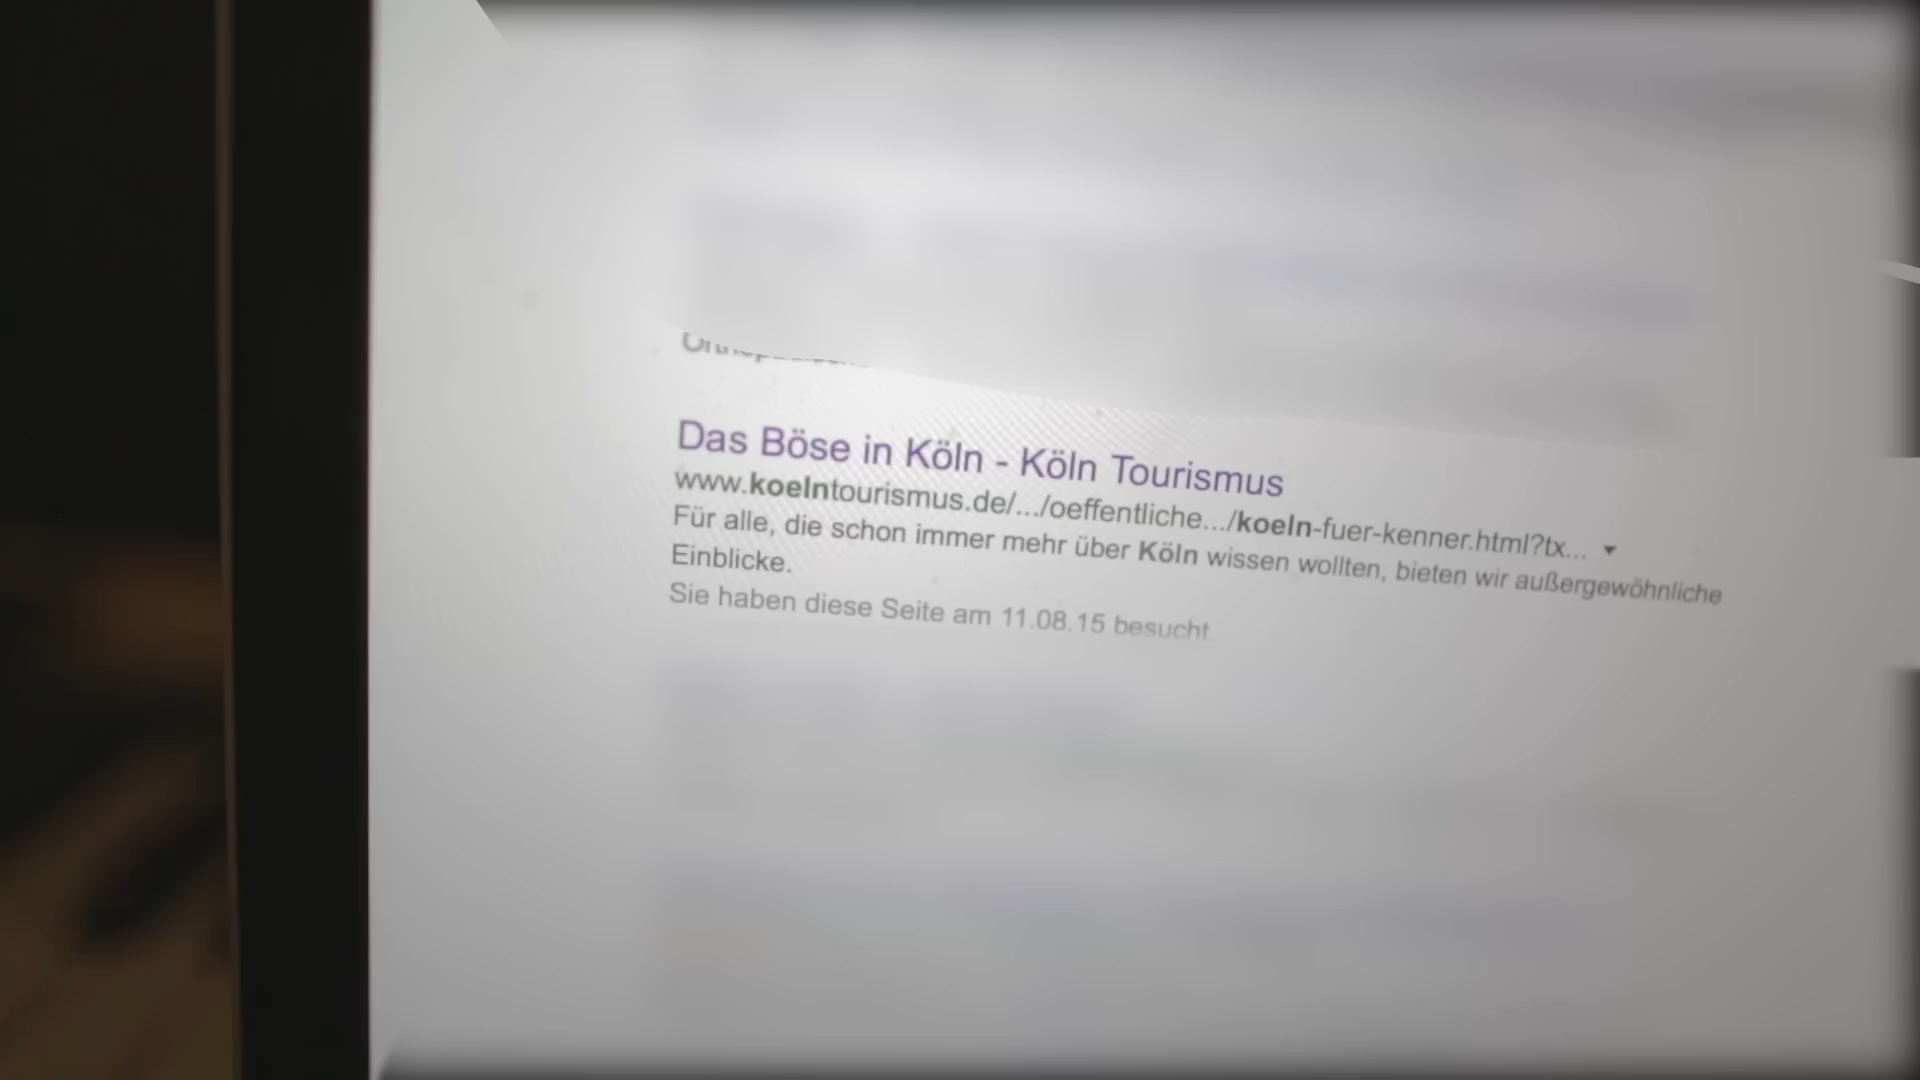 Das Böse in Köln - Köln Tourismus
www.koelntourismus.de/.../oeffentliche.../koeln-fuer-kenner.html?tx...
Für alle, die schon immer mehr über Köln wissen wollten, bieten wir außergewöhnliche
Einblicke.
Sie haben diese Seite am 11.08.15 besucht.